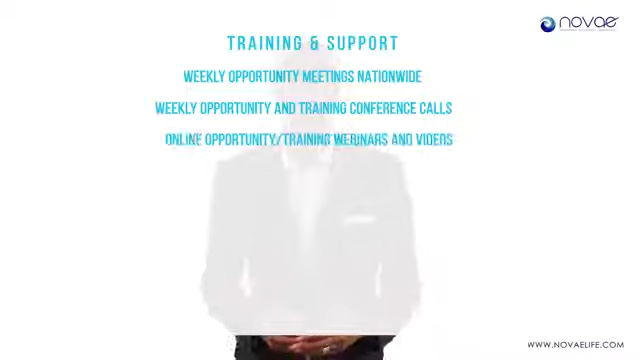 novae
TRAINING & SUPPORT
WEEKLY OPPORTUNITY MEETINGS NATIONWIDE
WEEKLY OPPORTUNITY AND TRAINING CONFERENCE CALLS
ONLINE OPPORTUNITY/TRAINING WEBINARS AND VIDEOS
WWW.NOVAELIFE.COM